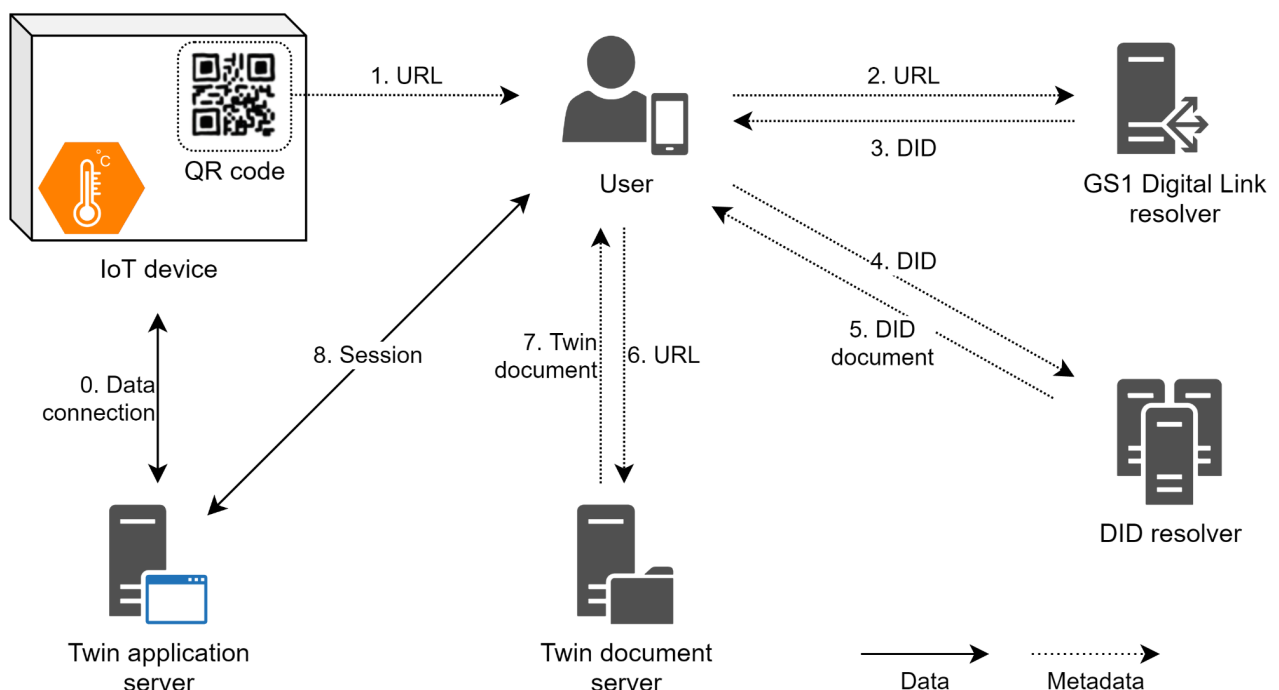 1. URL
2. URL
3. DID
°C
QR code
User
GS1 Digital Link
resolver
IoT device
4. DID
5. DID
document
8. Session
7. Twin
document
6. URL
0. Data
connection
DID resolver
Twin application
server
Twin document
server
Data
Metadata